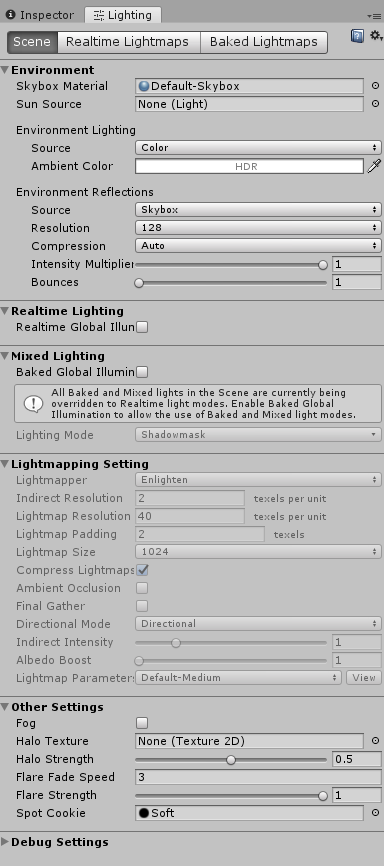 Inspector Lighting
Scene Realtime Lightmaps Baked Lightmaps
Environment
Skybox Material Default-Skybox
Sun Source None (Light)
Environment Lighting
Source Color
Ambient Color HDR
Environment Reflections
Source Skybox
Resolution 128
Compression Auto
Intensity Multiplier 1
Bounces 1
Realtime Lighting
Realtime Global Illun
Mixed Lighting
Baked Global Illumin
All Baked and Mixed lights in the Scene are currently being
overridden to Realtime light modes. Enable Baked Global
Illumination to allow the use of Baked and Mixed light modes.
Lighting Mode Shadowmask
Lightmapping Setting
Lightmapper Enlighten
Indirect Resolution 2 texels per unit
Lightmap Resolution 40 texels per unit
Lightmap Padding 2 texels
Lightmap Size 1024
Compress Lightmaps
Ambient Occlusion
Final Gather
Directional Mode Directional
Indirect Intensity 1
Albedo Boost 1
Lightmap Parameters Default-Medium View
Other Settings
Fog
Halo Texture None (Texture 2D)
Halo Strength 0.5
Flare Fade Speed 3
Flare Strength 1
Spot Cookie Soft
Debug Settings